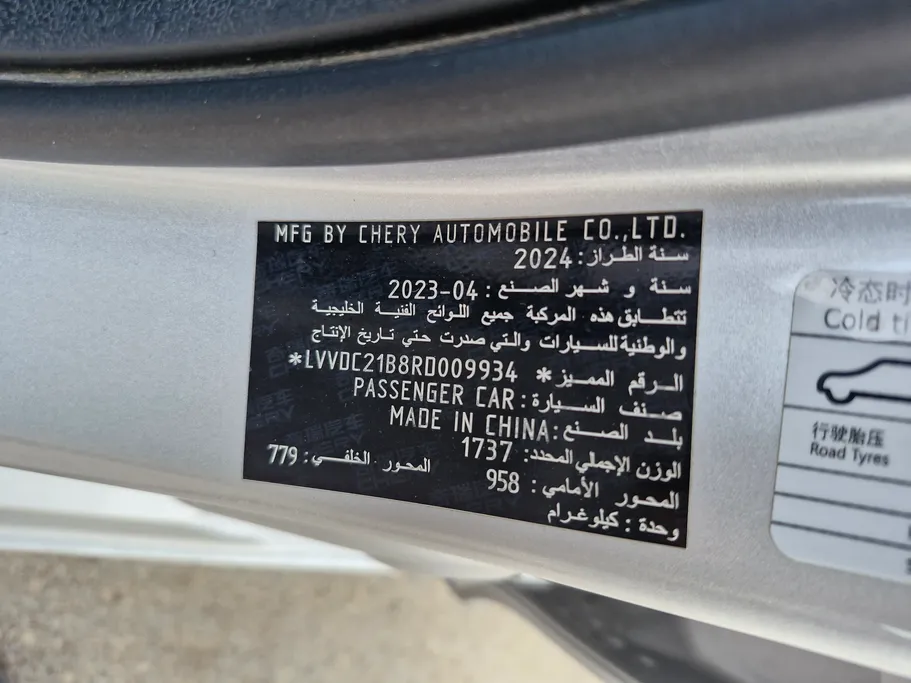 MFG BY CHERY AUTOMOBILE CO.,LTD.
سنة الطراز: 2024
سنة و شهر الصنع: 2023-04
تتطابق هذه المركبة جميع اللوائح الفنية الخليجية
والوطنية للسيارات والتي صدرت حتي تاريخ الإنتاج
الرقم المميز: *LVVDC21B8RD009934*
صنف السيارة: PASSENGER CAR
بلد الصنع: MADE IN CHINA
الوزن الإجمالي المحدد: 1737
المحور الأمامي: 958 المحور الخلفي: 779
وحدة: كيلوغرام
冷态时
Cold ti
行驶胎压
Road Tyres